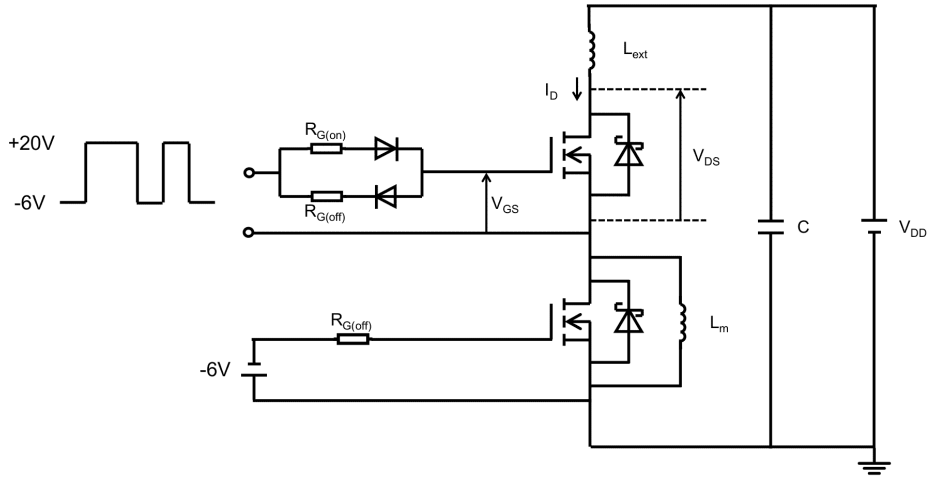 L_ext
I_D
R_G(on)
+20V
V_DS
-6V
R_G(off)
V_GS
C
V_DD
R_G(off)
L_m
-6V